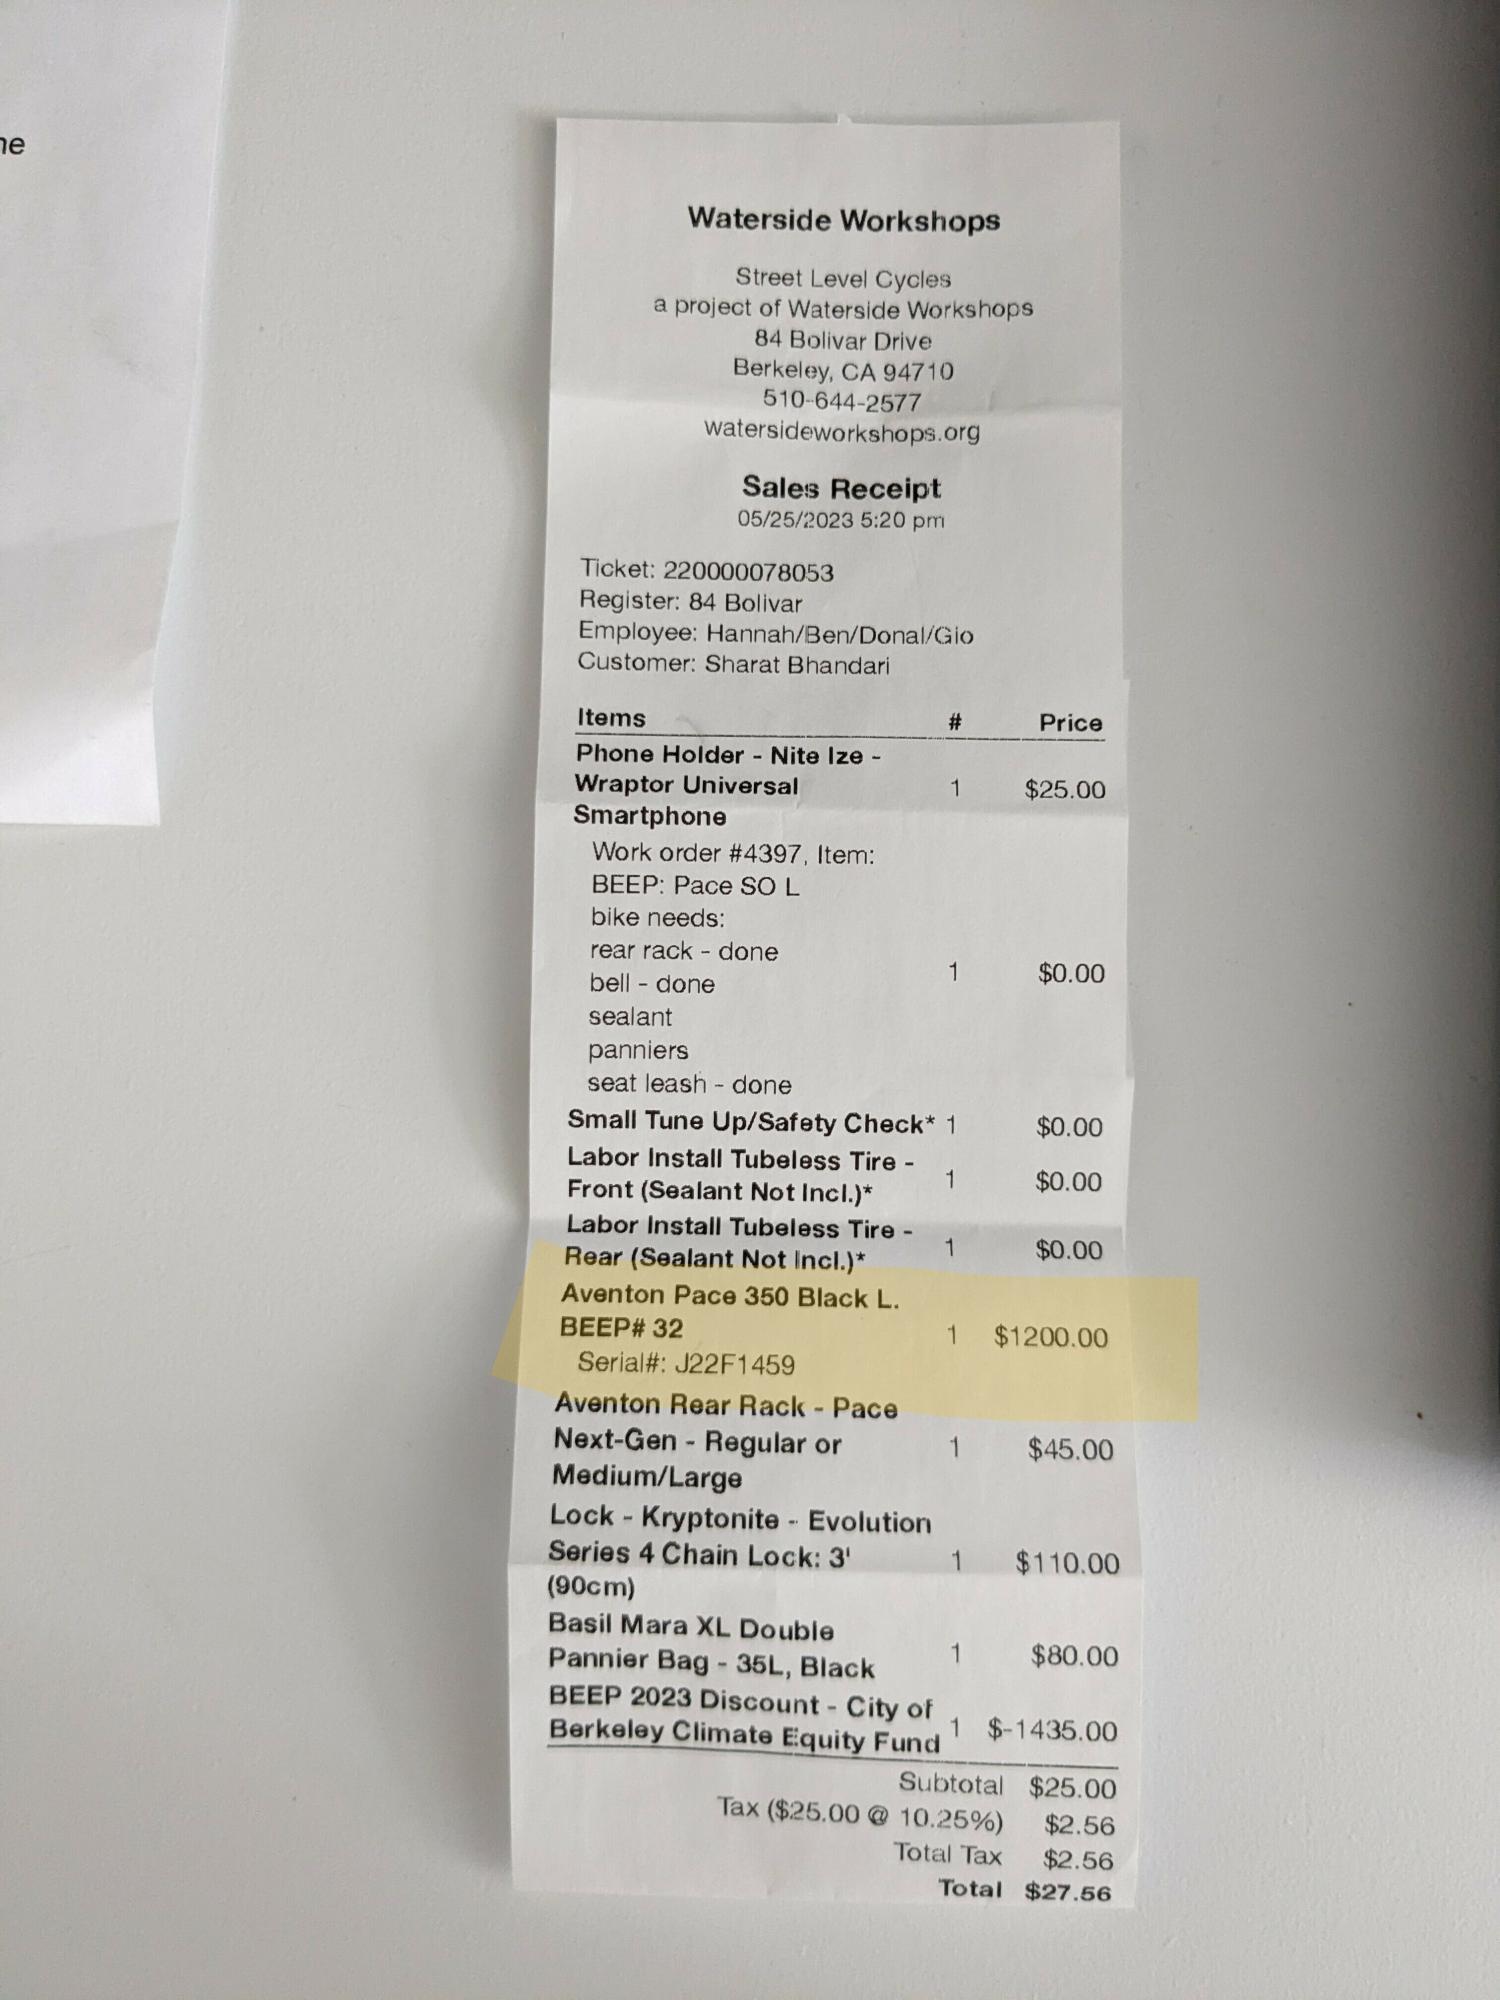 ne
Waterside Workshops
Street Level Cycles
a project of Waterside Workshops
84 Bolivar Drive
Berkeley, CA 94710
510-644-2577
watersideworkshops.org
Sales Receipt
05/25/2023 5:20 pm
Ticket: 220000078053
Register: 84 Bolivar
Employee: Hannah/Ben/Donal/Gio
Customer: Sharat Bhandari
Items # Price
Phone Holder - Nite Ize -
Wraptor Universal 1 $25.00
Smartphone
Work order #4397, Item:
BEEP: Pace SO L
bike needs:
rear rack - done
1 $0.00
bell - done
sealant
panniers
seat leash - done
Small Tune Up/Safety Check* 1 $0.00
Labor Install Tubeless Tire -
1 $0.00
Front (Sealant Not Incl.)*
Labor Install Tubeless Tire -
1 $0.00
Rear (Sealant Not Incl.)*
Aventon Pace 350 Black L.
BEEP# 32 1 $1200.00
Serial#: J22F1459
Aventon Rear Rack - Pace
Next-Gen - Regular or 1 $45.00
Medium/Large
Lock - Kryptonite - Evolution
Series 4 Chain Lock: 3' 1 $110.00
(90cm)
Basil Mara XL Double
1 $80.00
Pannier Bag - 35L, Black
BEEP 2023 Discount - City of
1 $-1435.00
Berkeley Climate Equity Fund
Subtotal $25.00
Tax ($25.00 @ 10.25%) $2.56
Total Tax $2.56
Total $27.56